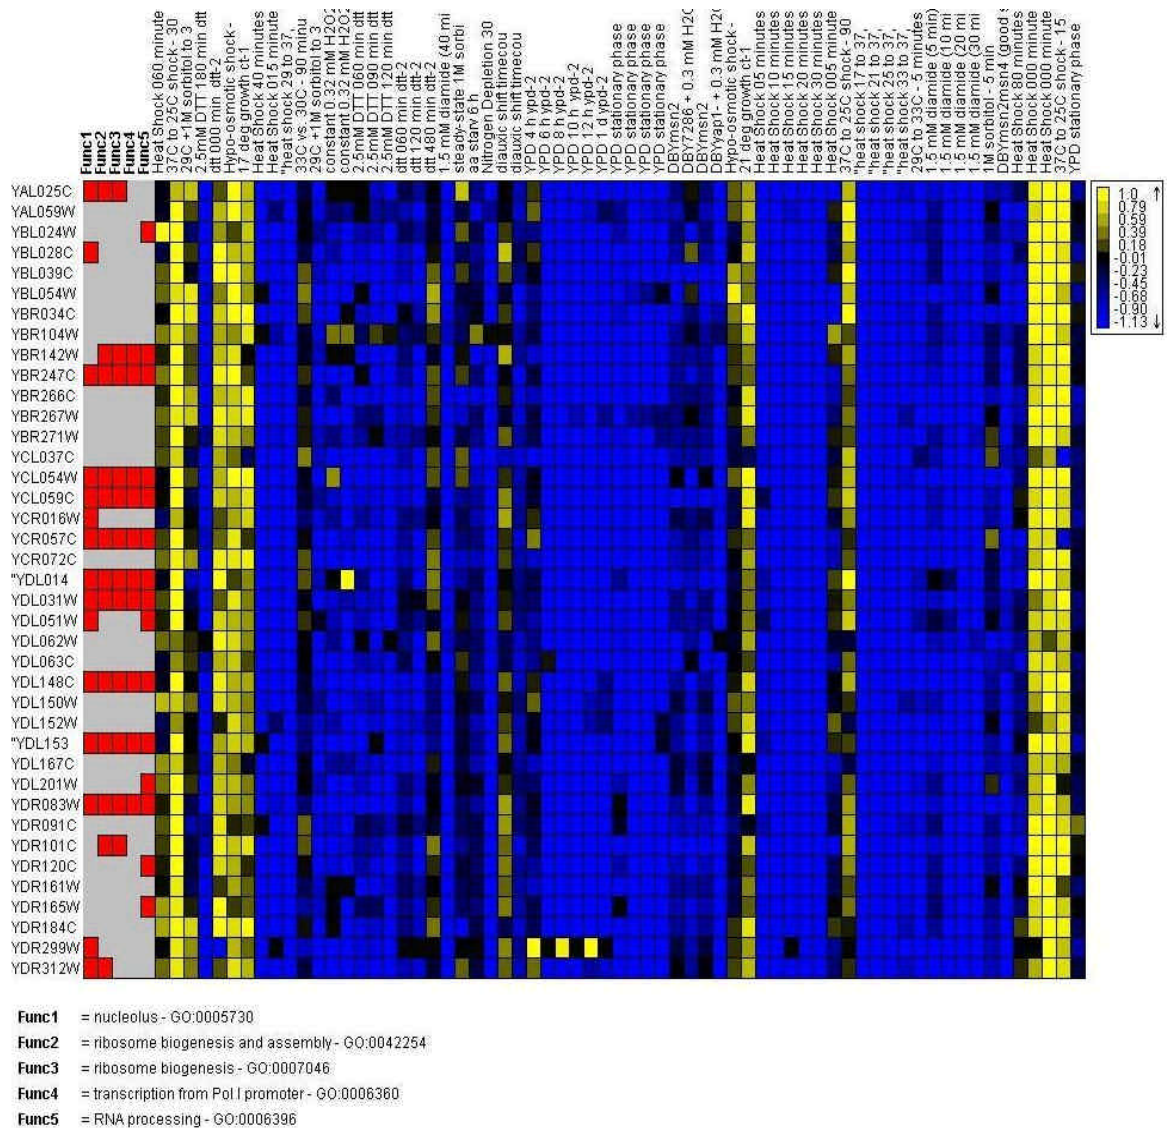 Func1
Func2
Func3
Func4
Func5
Heat Shock 060 minute
37C to 25C shock - 30
29C +1M sorbitol to 3
2.5mM DTT 180 min dtt
dtt 000 min dtt-2
Hypo-osmotic shock -
17 deg growth ct-1
Heat Shock 40 minutes
Heat Shock 015 minute
"heat shock 29 to 37,
33C vs. 30C - 90 minu
29C +1M sorbitol to 3
constant 0.32 mM H2O2
constant 0.32 mM H2O2
2.5mM DTT 060 min dtt
2.5mM DTT 090 min dtt
2.5mM DTT 120 min dtt
dtt 060 min dtt-2
dtt 120 min dtt-2
dtt 480 min dtt-2
1.5 mM diamide (40 mi
steady-state 1M sorbi
aa starv 6 h
Nitrogen Depletion 30
diauxic shift timecou
diauxic shift timecou
YPD 4 h ypd-2
YPD 6 h ypd-2
YPD 8 h ypd-2
YPD 10 h ypd-2
YPD 12 h ypd-2
YPD 1 d ypd-2
YPD stationary phase
YPD stationary phase
YPD stationary phase
YPD stationary phase
DBYmsn2
DBY7286 + 0.3 mM H2O
DBYmsn2
DBYyap1- + 0.3 mM H2
Hypo-osmotic shock -
21 deg growth ct-1
Heat Shock 05 minutes
Heat Shock 10 minutes
Heat Shock 15 minutes
Heat Shock 20 minutes
Heat Shock 30 minutes
Heat Shock 005 minute
37C to 25C shock - 90
"heat shock 17 to 37,
"heat shock 21 to 37,
"heat shock 25 to 37,
"heat shock 33 to 37,
29C to 33C - 5 minutes
1.5 mM diamide (5 min)
1.5 mM diamide (10 mi
1.5 mM diamide (20 mi
1.5 mM diamide (30 mi
1M sorbitol - 5 min
DBYmsn2msn4 (good s
Heat Shock 80 minutes
Heat Shock 000 minute
Heat Shock 000 minute
37C to 25C shock - 15
YPD stationary phase
YAL025C
YAL059W
YBL024W
YBL028C
YBL039C
YBL054W
YBR034C
YBR104W
YBR142W
YBR247C
YBR266C
YBR267W
YBR271W
YCL037C
YCL054W
YCL059C
YCR016W
YCR057C
YCR072C
"YDL014
YDL031W
YDL051W
YDL062W
YDL063C
YDL148C
YDL150W
YDL152W
"YDL153
YDL167C
YDL201W
YDR083W
YDR091C
YDR101C
YDR120C
YDR161W
YDR165W
YDR184C
YDR299W
YDR312W
1.0
0.79
0.59
0.39
0.18
-0.01
-0.23
-0.45
-0.68
-0.90
-1.13
Func1 = nucleolus - GO:0005730
Func2 = ribosome biogenesis and assembly - GO:0042254
Func3 = ribosome biogenesis - GO:0007046
Func4 = transcription from Pol I promoter - GO:0006360
Func5 = RNA processing - GO:0006396